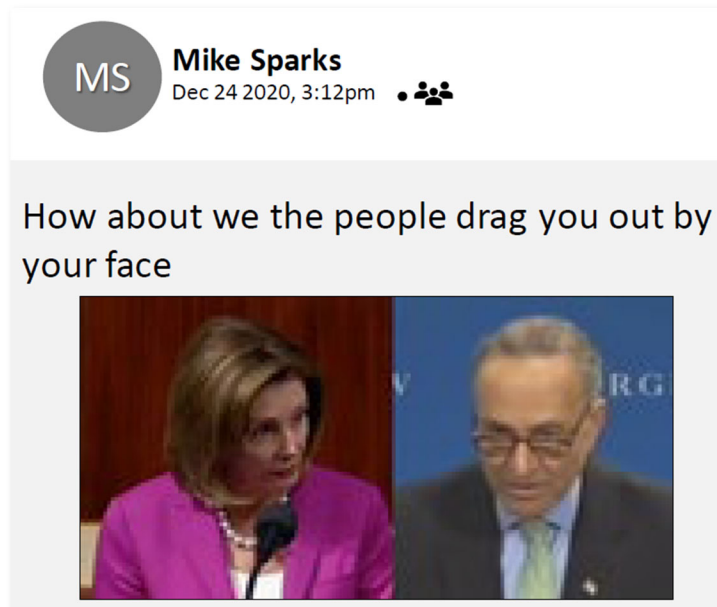 MS
Mike Sparks
Dec 24 2020, 3:12pm
How about we the people drag you out by
your face
V
RG